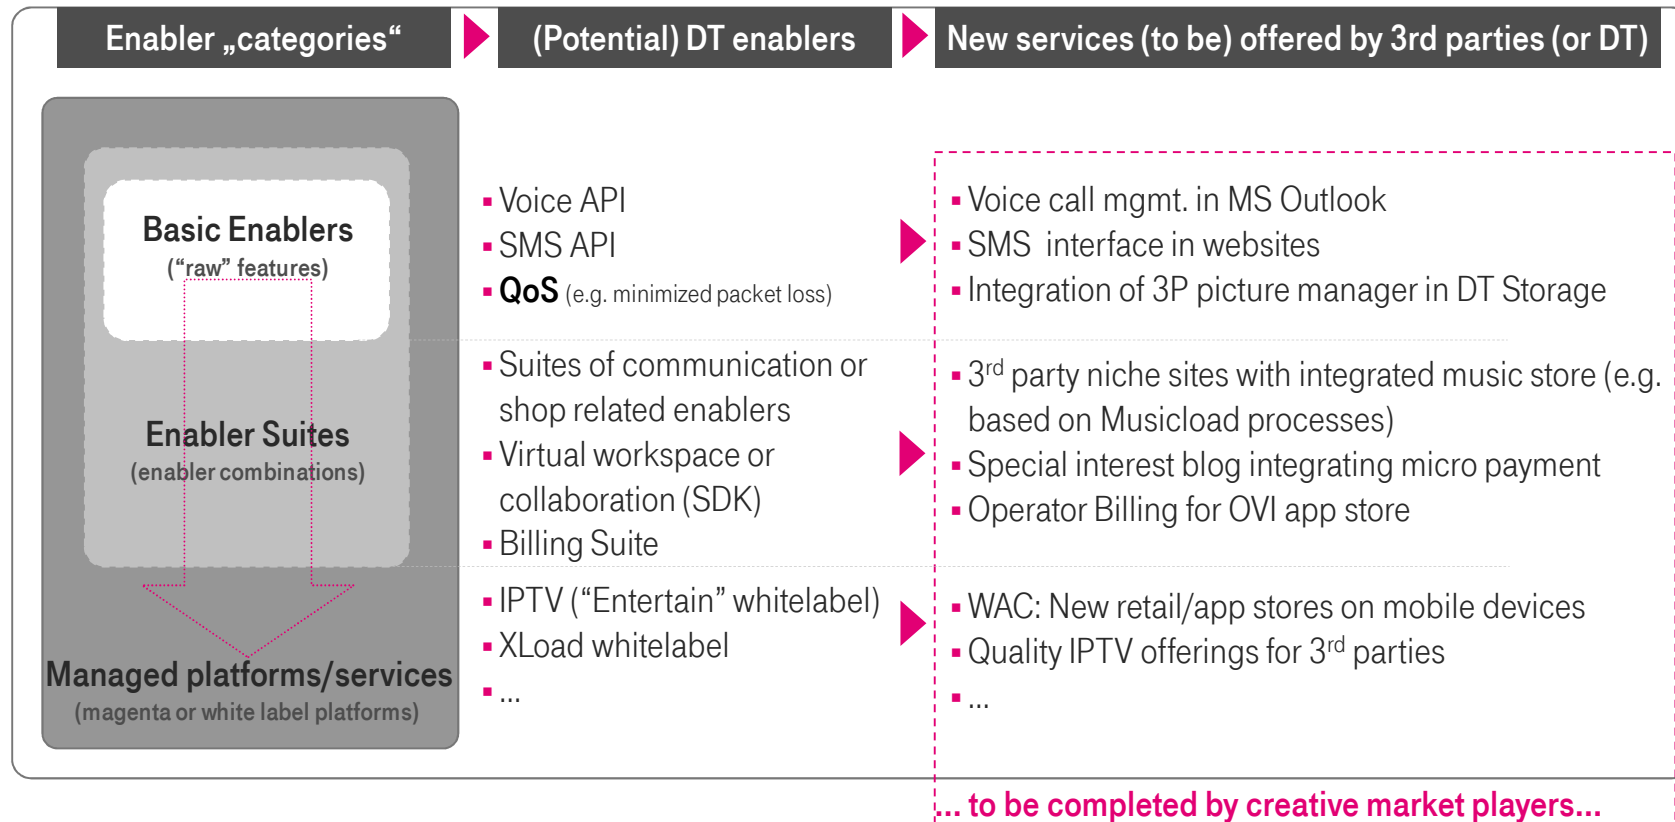 Enabler „categories“
(Potential) DT enablers
New services (to be) offered by 3rd parties (or DT)
Basic Enablers
(“raw” features)
▪ Voice API
▪ SMS API
▪ QoS (e.g. minimized packet loss)
▪ Voice call mgmt. in MS Outlook
▪ SMS interface in websites
▪ Integration of 3P picture manager in DT Storage
Enabler Suites
(enabler combinations)
▪ Suites of communication or
shop related enablers
▪ Virtual workspace or
collaboration (SDK)
▪ Billing Suite
▪ 3rd party niche sites with integrated music store (e.g.
based on Musicload processes)
▪ Special interest blog integrating micro payment
▪ Operator Billing for OVI app store
Managed platforms/services
(magenta or white label platforms)
▪ IPTV (“Entertain” whitelabel)
▪ XLoad whitelabel
▪ ...
▪ WAC: New retail/app stores on mobile devices
▪ Quality IPTV offerings for 3rd parties
▪ ...
... to be completed by creative market players...